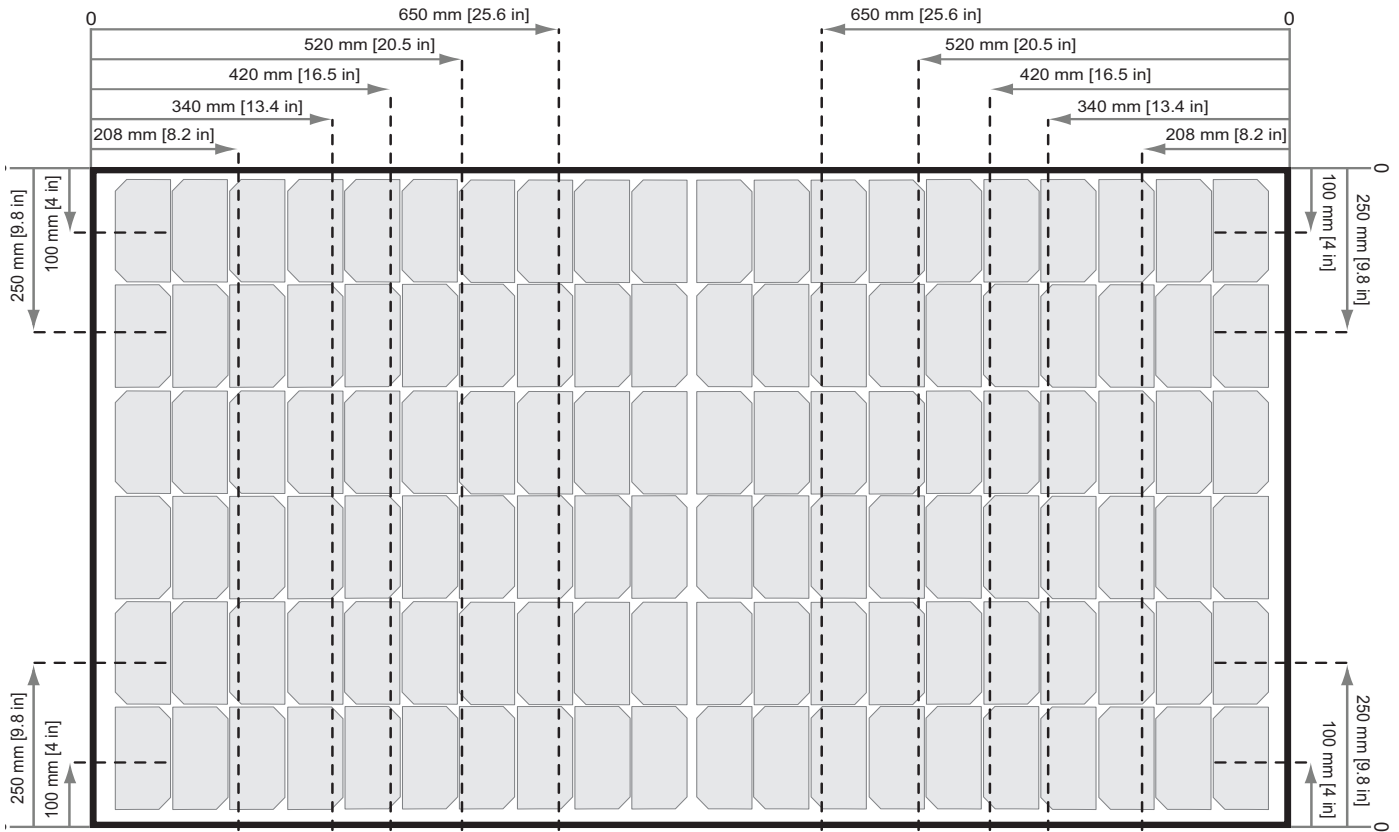 0
650 mm [25.6 in]
650 mm [25.6 in]
0
520 mm [20.5 in]
520 mm [20.5 in]
420 mm [16.5 in]
420 mm [16.5 in]
340 mm [13.4 in]
340 mm [13.4 in]
208 mm [8.2 in]
208 mm [8.2 in]
0
250 mm [9.8 in]
100 mm [4 in]
100 mm [4 in]
250 mm [9.8 in]
250 mm [9.8 in]
100 mm [4 in]
100 mm [4 in]
250 mm [9.8 in]
0